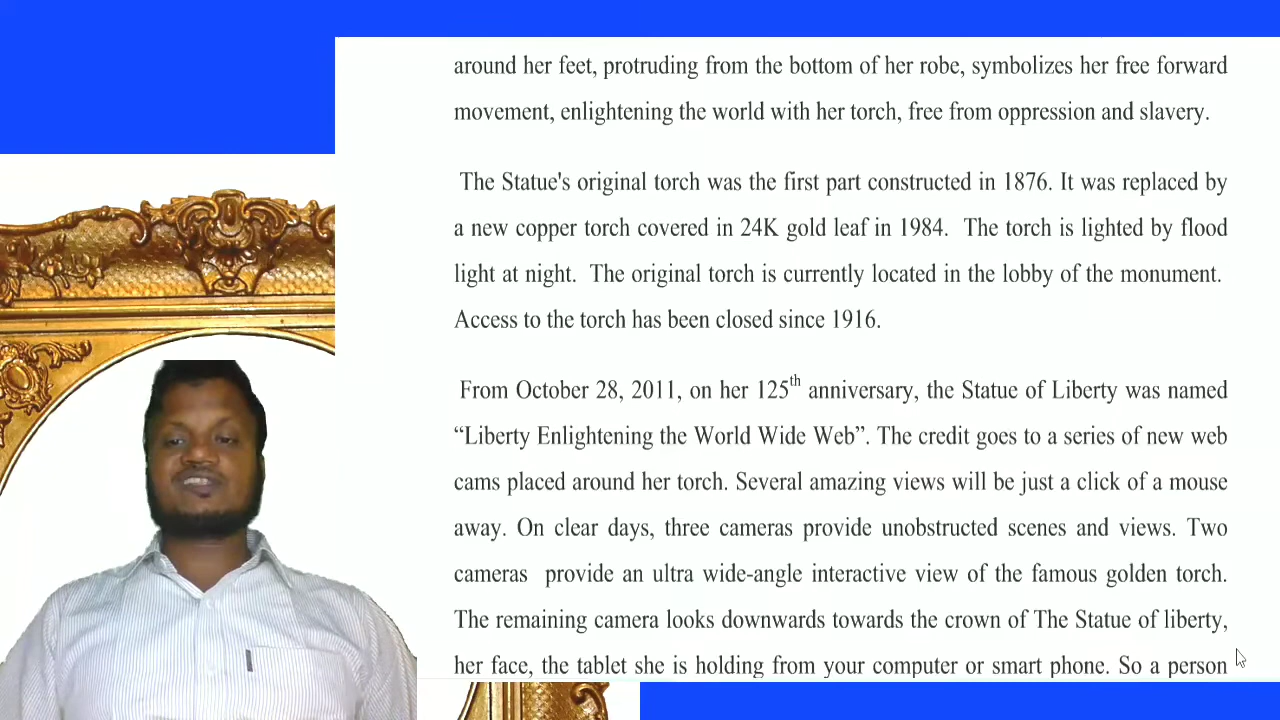 around her feet, protruding from the bottom of her robe, symbolizes her free forward
movement, enlightening the world with her torch, free from oppression and slavery.
The Statue's original torch was the first part constructed in 1876. It was replaced by
a new copper torch covered in 24K gold leaf in 1984. The torch is lighted by flood
light at night. The original torch is currently located in the lobby of the monument.
Access to the torch has been closed since 1916.
From October 28, 2011, on her 125th anniversary, the Statue of Liberty was named
“Liberty Enlightening the World Wide Web”. The credit goes to a series of new web
cams placed around her torch. Several amazing views will be just a click of a mouse
away. On clear days, three cameras provide unobstructed scenes and views. Two
cameras provide an ultra wide-angle interactive view of the famous golden torch.
The remaining camera looks downwards towards the crown of The Statue of liberty,
her face, the tablet she is holding from your computer or smart phone. So a person